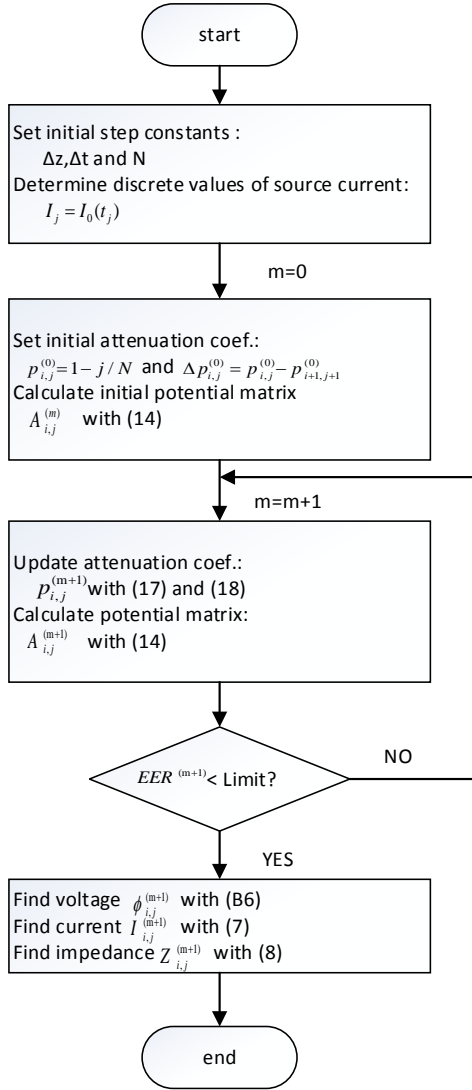 start
Set initial step constants :
Δz,Δt and N
Determine discrete values of source current:
I_j = I_0(t_j)
m=0
Set initial attenuation coef.:
p_{i,j}^{(0)}=1- j/N and Δp_{i,j}^{(0)} = p_{i,j}^{(0)}- p_{i+1,j+1}^{(0)}
Calculate initial potential matrix
A_{i,j}^{(m)} with (14)
m=m+1
Update attenuation coef.:
p_{i,j}^{(m+1)} with (17) and (18)
Calculate potential matrix:
A_{i,j}^{(m+1)} with (14)
EER ^{(m+1)}< Limit?
NO
YES
Find voltage ϕ_{i,j}^{(m+1)} with (B6)
Find current I_{i,j}^{(m+1)} with (7)
Find impedance Z_{i,j}^{(m+1)} with (8)
end